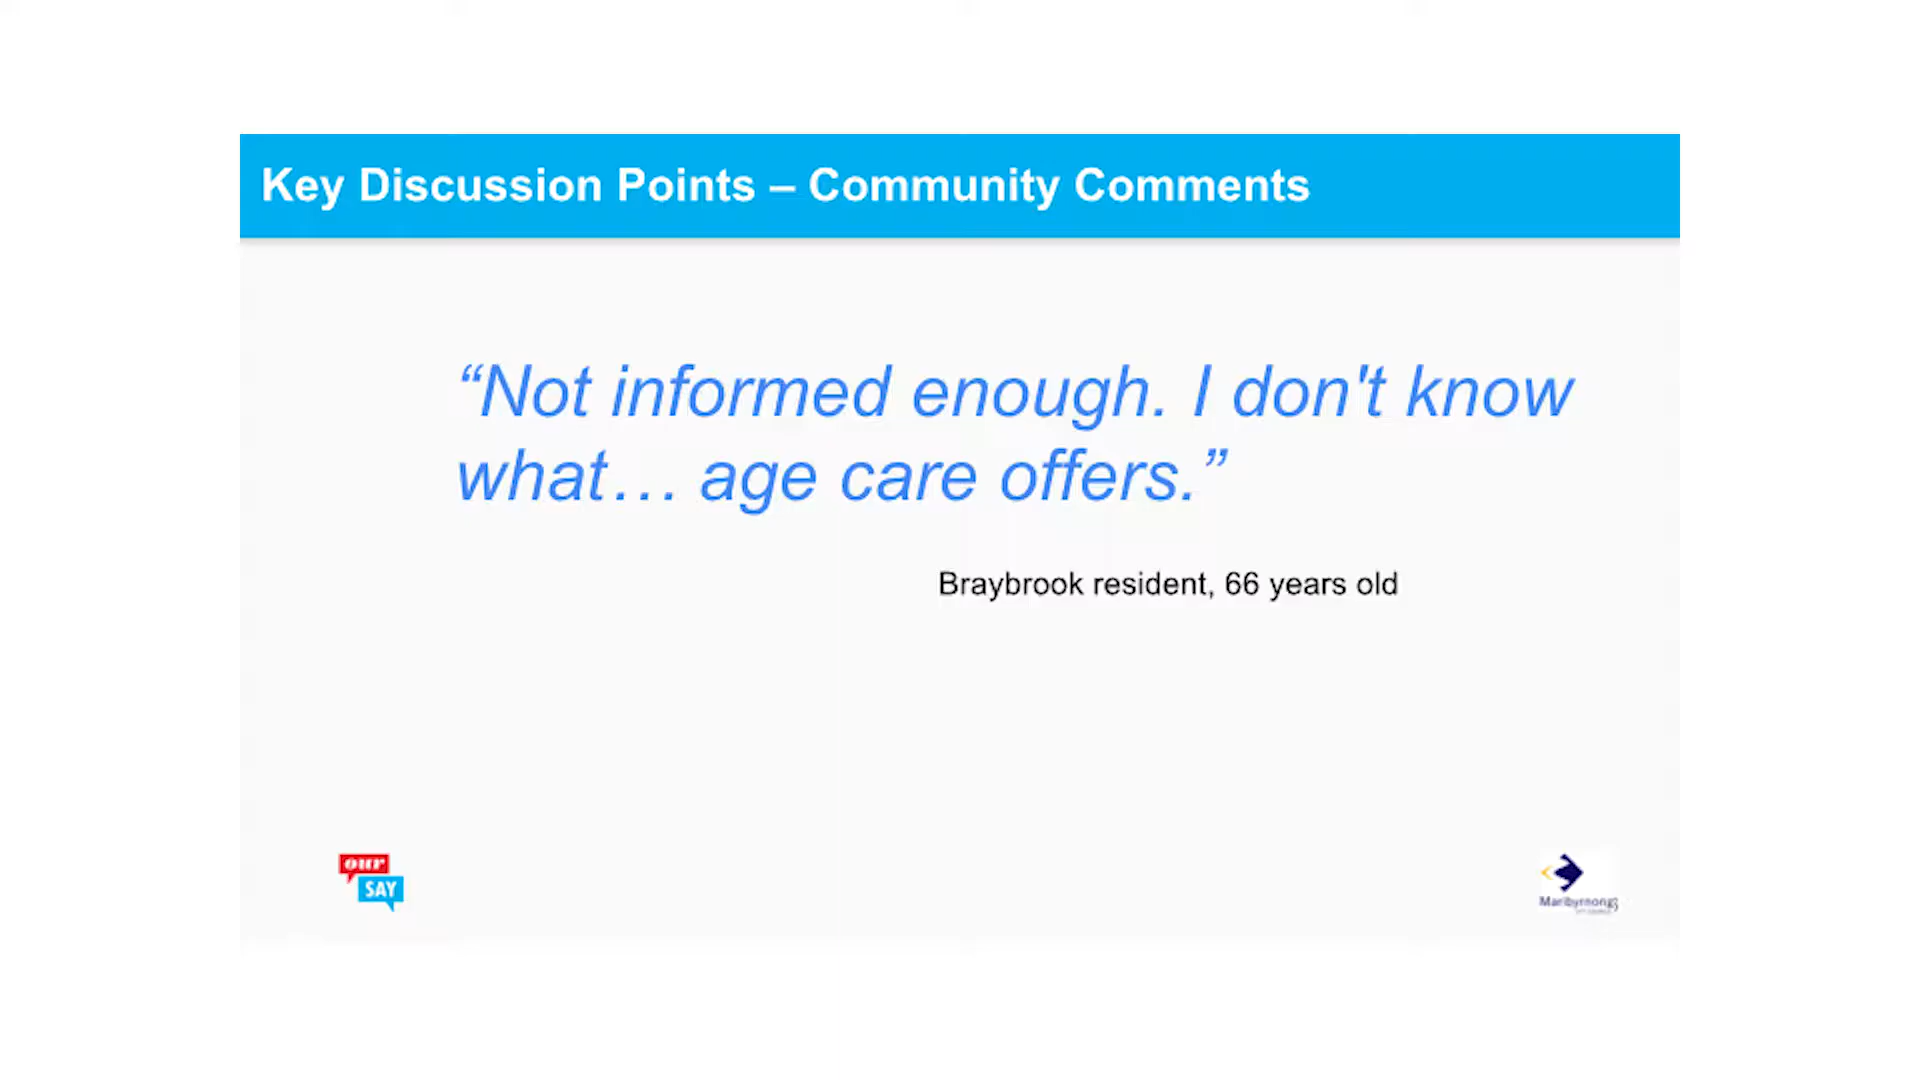 Key Discussion Points – Community Comments
“Not informed enough. I don't know
what… age care offers.”
Braybrook resident, 66 years old
our
SAY
Maribyrnong